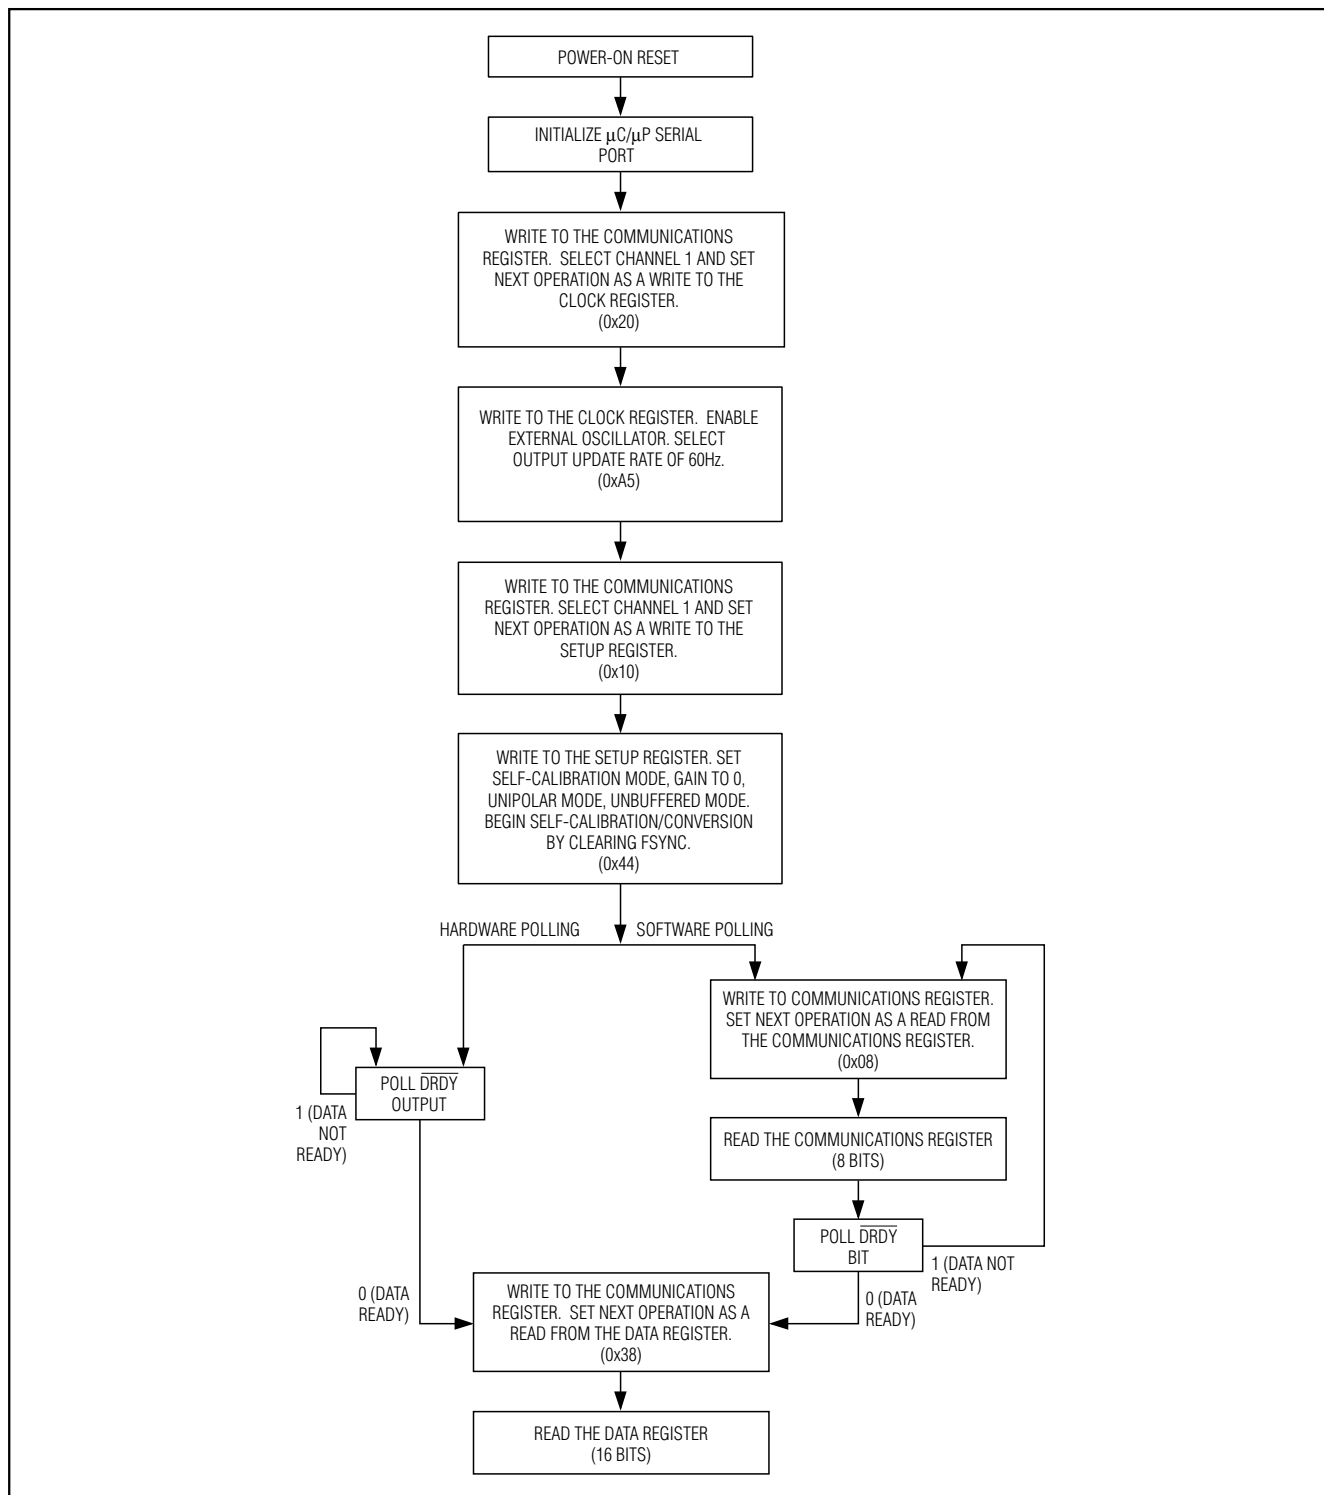 POWER-ON RESET
INITIALIZE µC/µP SERIAL
PORT
WRITE TO THE COMMUNICATIONS
REGISTER. SELECT CHANNEL 1 AND SET
NEXT OPERATION AS A WRITE TO THE
CLOCK REGISTER.
(0x20)
WRITE TO THE CLOCK REGISTER. ENABLE
EXTERNAL OSCILLATOR. SELECT
OUTPUT UPDATE RATE OF 60Hz.
(0xA5)
WRITE TO THE COMMUNICATIONS
REGISTER. SELECT CHANNEL 1 AND SET
NEXT OPERATION AS A WRITE TO THE
SETUP REGISTER.
(0x10)
WRITE TO THE SETUP REGISTER. SET
SELF-CALIBRATION MODE, GAIN TO 0,
UNIPOLAR MODE, UNBUFFERED MODE.
BEGIN SELF-CALIBRATION/CONVERSION
BY CLEARING FSYNC.
(0x44)
HARDWARE POLLING
SOFTWARE POLLING
WRITE TO COMMUNICATIONS REGISTER.
SET NEXT OPERATION AS A READ FROM
THE COMMUNICATIONS REGISTER.
(0x08)
POLL D̅R̅D̅Y̅
OUTPUT
1 (DATA
NOT
READY)
READ THE COMMUNICATIONS REGISTER
(8 BITS)
POLL D̅R̅D̅Y̅
BIT
1 (DATA NOT
READY)
0 (DATA
READY)
0 (DATA
READY)
WRITE TO THE COMMUNICATIONS
REGISTER. SET NEXT OPERATION AS A
READ FROM THE DATA REGISTER.
(0x38)
READ THE DATA REGISTER
(16 BITS)